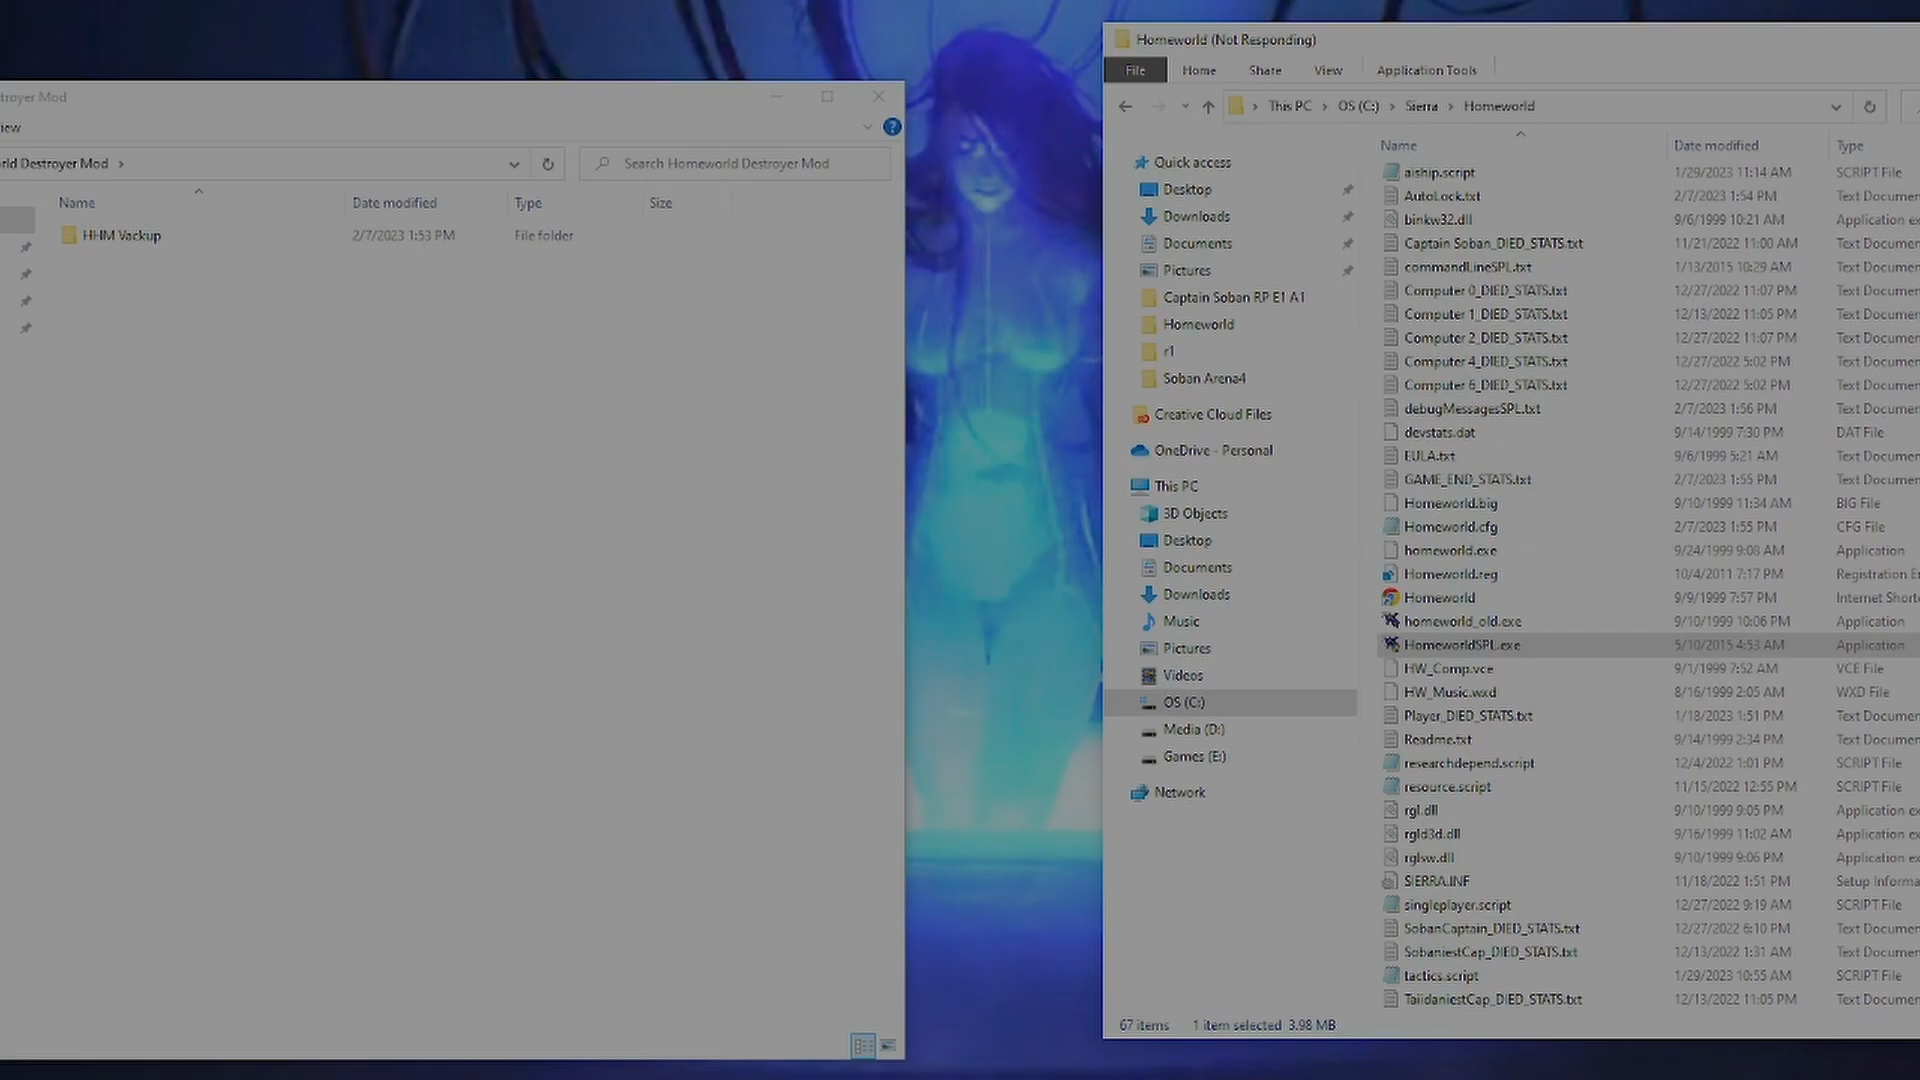 troyer Mod
iew
rld Destroyer Mod
Search Homeworld Destroyer Mod
Name Date modified Type Size
HHM Vackup 2/7/2023 1:53 PM File folder
Homeworld (Not Responding)
File Home Share View Application Tools
This PC > OS (C:) > Sierra > Homeworld
Quick access
Desktop
Downloads
Documents
Pictures
Captain Soban RP E1 A1
Homeworld
r1
Soban Arena4
Creative Cloud Files
OneDrive - Personal
This PC
3D Objects
Desktop
Documents
Downloads
Music
Pictures
Videos
OS (C:)
Media (D:)
Games (E:)
Network
Name Date modified Type
aiship.script 1/29/2023 11:14 AM SCRIPT File
AutoLock.txt 2/7/2023 1:54 PM Text Documen
binkw32.dll 9/6/1999 10:21 AM Application ex
Captain Soban_DIED_STATS.txt 11/21/2022 11:00 AM Text Documen
commandLineSPL.txt 1/13/2015 10:29 AM Text Documen
Computer 0_DIED_STATS.txt 12/27/2022 11:07 PM Text Documen
Computer 1_DIED_STATS.txt 12/13/2022 11:05 PM Text Documen
Computer 2_DIED_STATS.txt 12/27/2022 11:07 PM Text Documen
Computer 4_DIED_STATS.txt 12/27/2022 5:02 PM Text Documen
Computer 6_DIED_STATS.txt 12/27/2022 5:02 PM Text Documen
debugMessagesSPL.txt 2/7/2023 1:56 PM Text Documen
devstats.dat 9/14/1999 7:30 PM DAT File
EULA.txt 9/6/1999 5:21 AM Text Documen
GAME_END_STATS.txt 2/7/2023 1:55 PM Text Documen
Homeworld.big 9/10/1999 11:34 AM BIG File
Homeworld.cfg 2/7/2023 1:55 PM CFG File
homeworld.exe 9/24/1999 9:08 AM Application
Homeworld.reg 10/4/2011 7:17 PM Registration E
Homeworld 9/9/1999 7:57 PM Internet Shortc
homeworld_old.exe 9/10/1999 10:06 PM Application
HomeworldSPL.exe 5/10/2015 4:53 AM Application
HW_Comp.vce 9/1/1999 7:52 AM VCE File
HW_Music.wxd 8/16/1999 2:05 AM WXD File
Player_DIED_STATS.txt 1/18/2023 1:51 PM Text Documen
Readme.txt 9/14/1999 2:34 PM Text Documen
researchdepend.script 12/4/2022 1:01 PM SCRIPT File
resource.script 11/15/2022 12:55 PM SCRIPT File
rgl.dll 9/10/1999 9:05 PM Application ex
rgld3d.dll 9/16/1999 11:02 AM Application ex
rglsw.dll 9/10/1999 9:06 PM Application ex
SIERRA.INF 11/18/2022 1:51 PM Setup Informa
singleplayer.script 12/27/2022 9:19 AM SCRIPT File
SobanCaptain_DIED_STATS.txt 12/27/2022 6:10 PM Text Documen
SobaniestCap_DIED_STATS.txt 12/13/2022 1:31 AM Text Documen
tactics.script 1/29/2023 10:55 AM SCRIPT File
TaiidaniestCap_DIED_STATS.txt 12/13/2022 11:05 PM Text Documen
67 items 1 item selected 3.98 MB